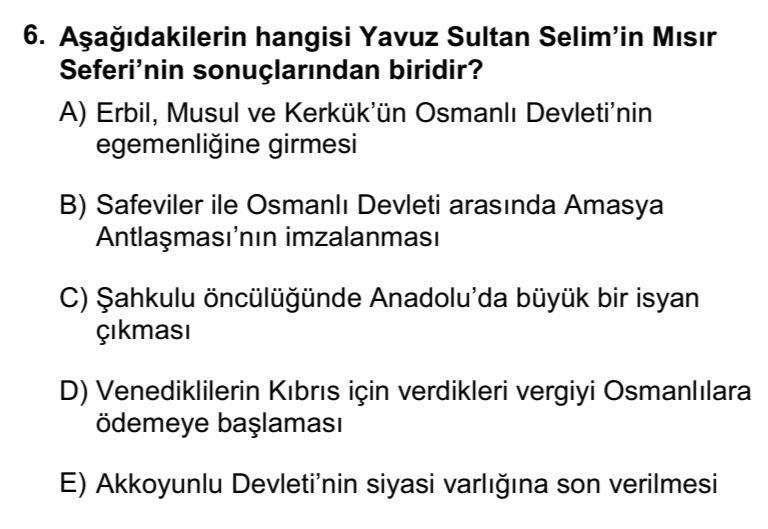 6. Aşağıdakilerin hangisi Yavuz Sultan Selim’in Mısır
Seferi’nin sonuçlarından biridir?
A) Erbil, Musul ve Kerkük’ün Osmanlı Devleti’nin
egemenliğine girmesi
B) Safeviler ile Osmanlı Devleti arasında Amasya
Antlaşması’nın imzalanması
C) Şahkulu öncülüğünde Anadolu’da büyük bir isyan
çıkması
D) Venediklilerin Kıbrıs için verdikleri vergiyi Osmanlılara
ödemeye başlaması
E) Akkoyunlu Devleti’nin siyasi varlığına son verilmesi